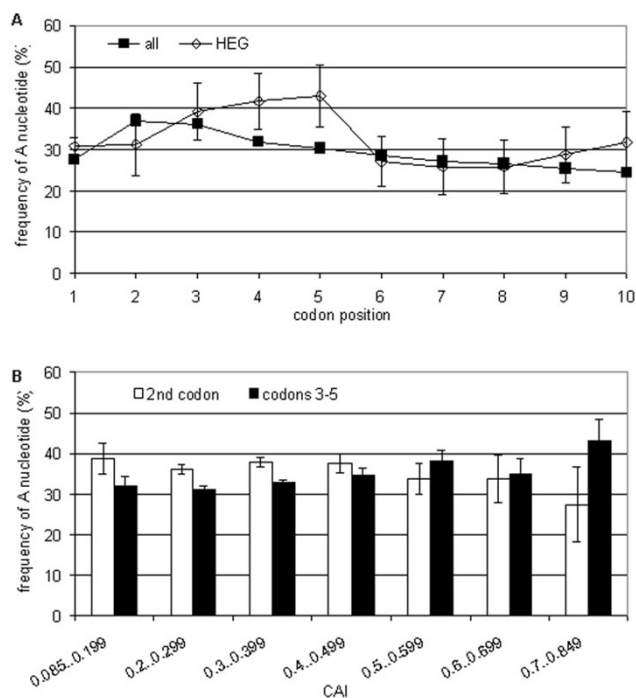 A
all
HEG
frequency of A nucleotide (%;
60
50
40
30
20
10
0
1 2 3 4 5 6 7 8 9 10
codon position
B
2nd codon
codons 3-5
frequency of A nucleotide (%;
60
50
40
30
20
10
0
0.085..0.199 0.2..0.299 0.3..0.399 0.4..0.499 0.5..0.599 0.6..0.699 0.7..0.849
CAI